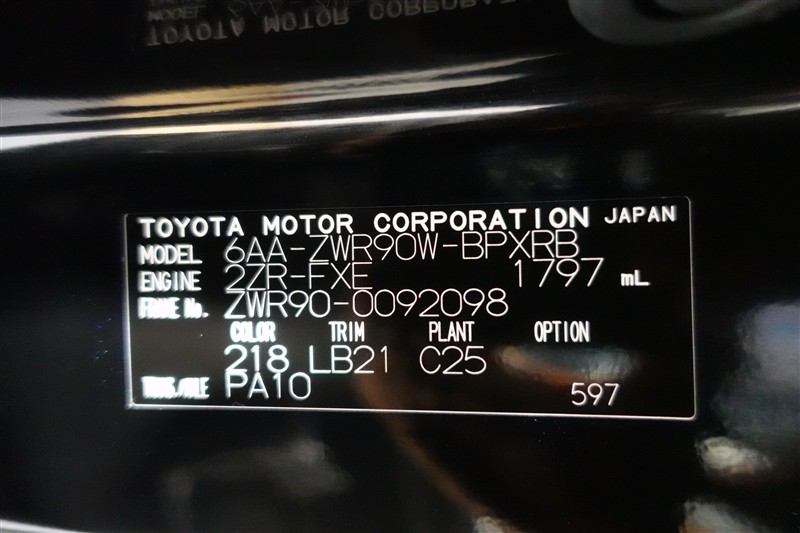 TOYOTA MOTOR CORPORATION JAPAN
MODEL 6AA-ZWR90W-BPXRB
ENGINE 2ZR-FXE 1797 mL
FRAME No. ZWR90-0092098
COLOR TRIM PLANT OPTION
218 LB21 C25
TRANS./AXLE PA10 597